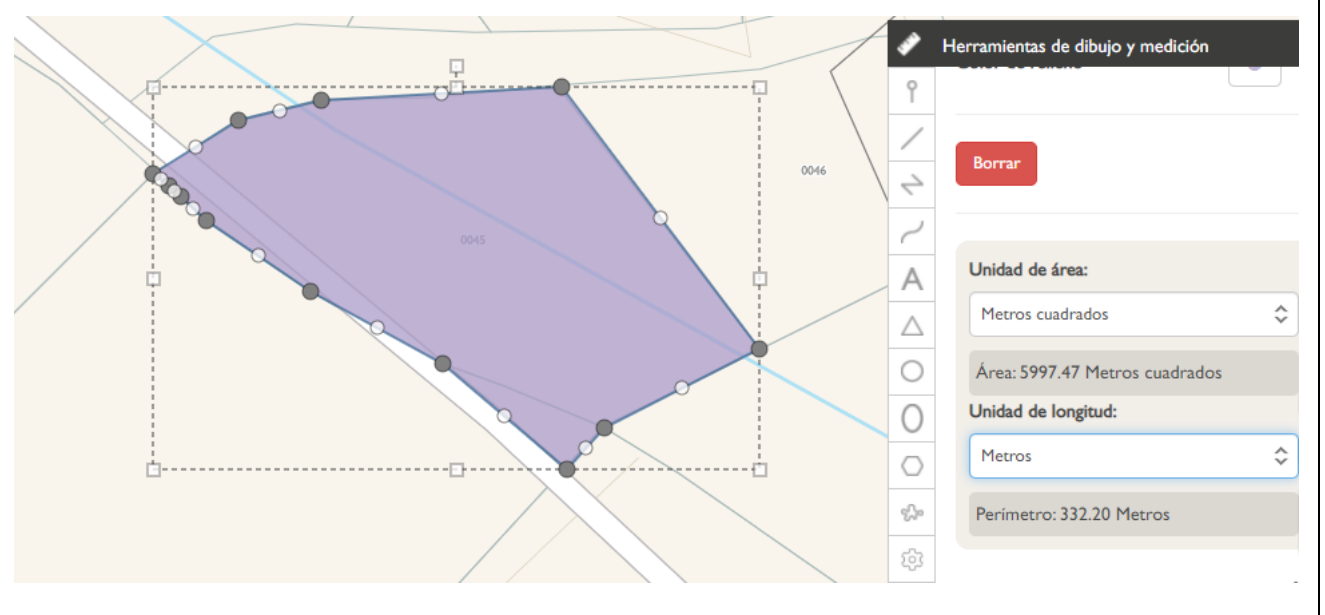 Herramientas de dibujo y medición
0046
Borrar
0045
Unidad de área:
Metros cuadrados
Área: 5997.47 Metros cuadrados
Unidad de longitud:
Metros
Perímetro: 332.20 Metros
A